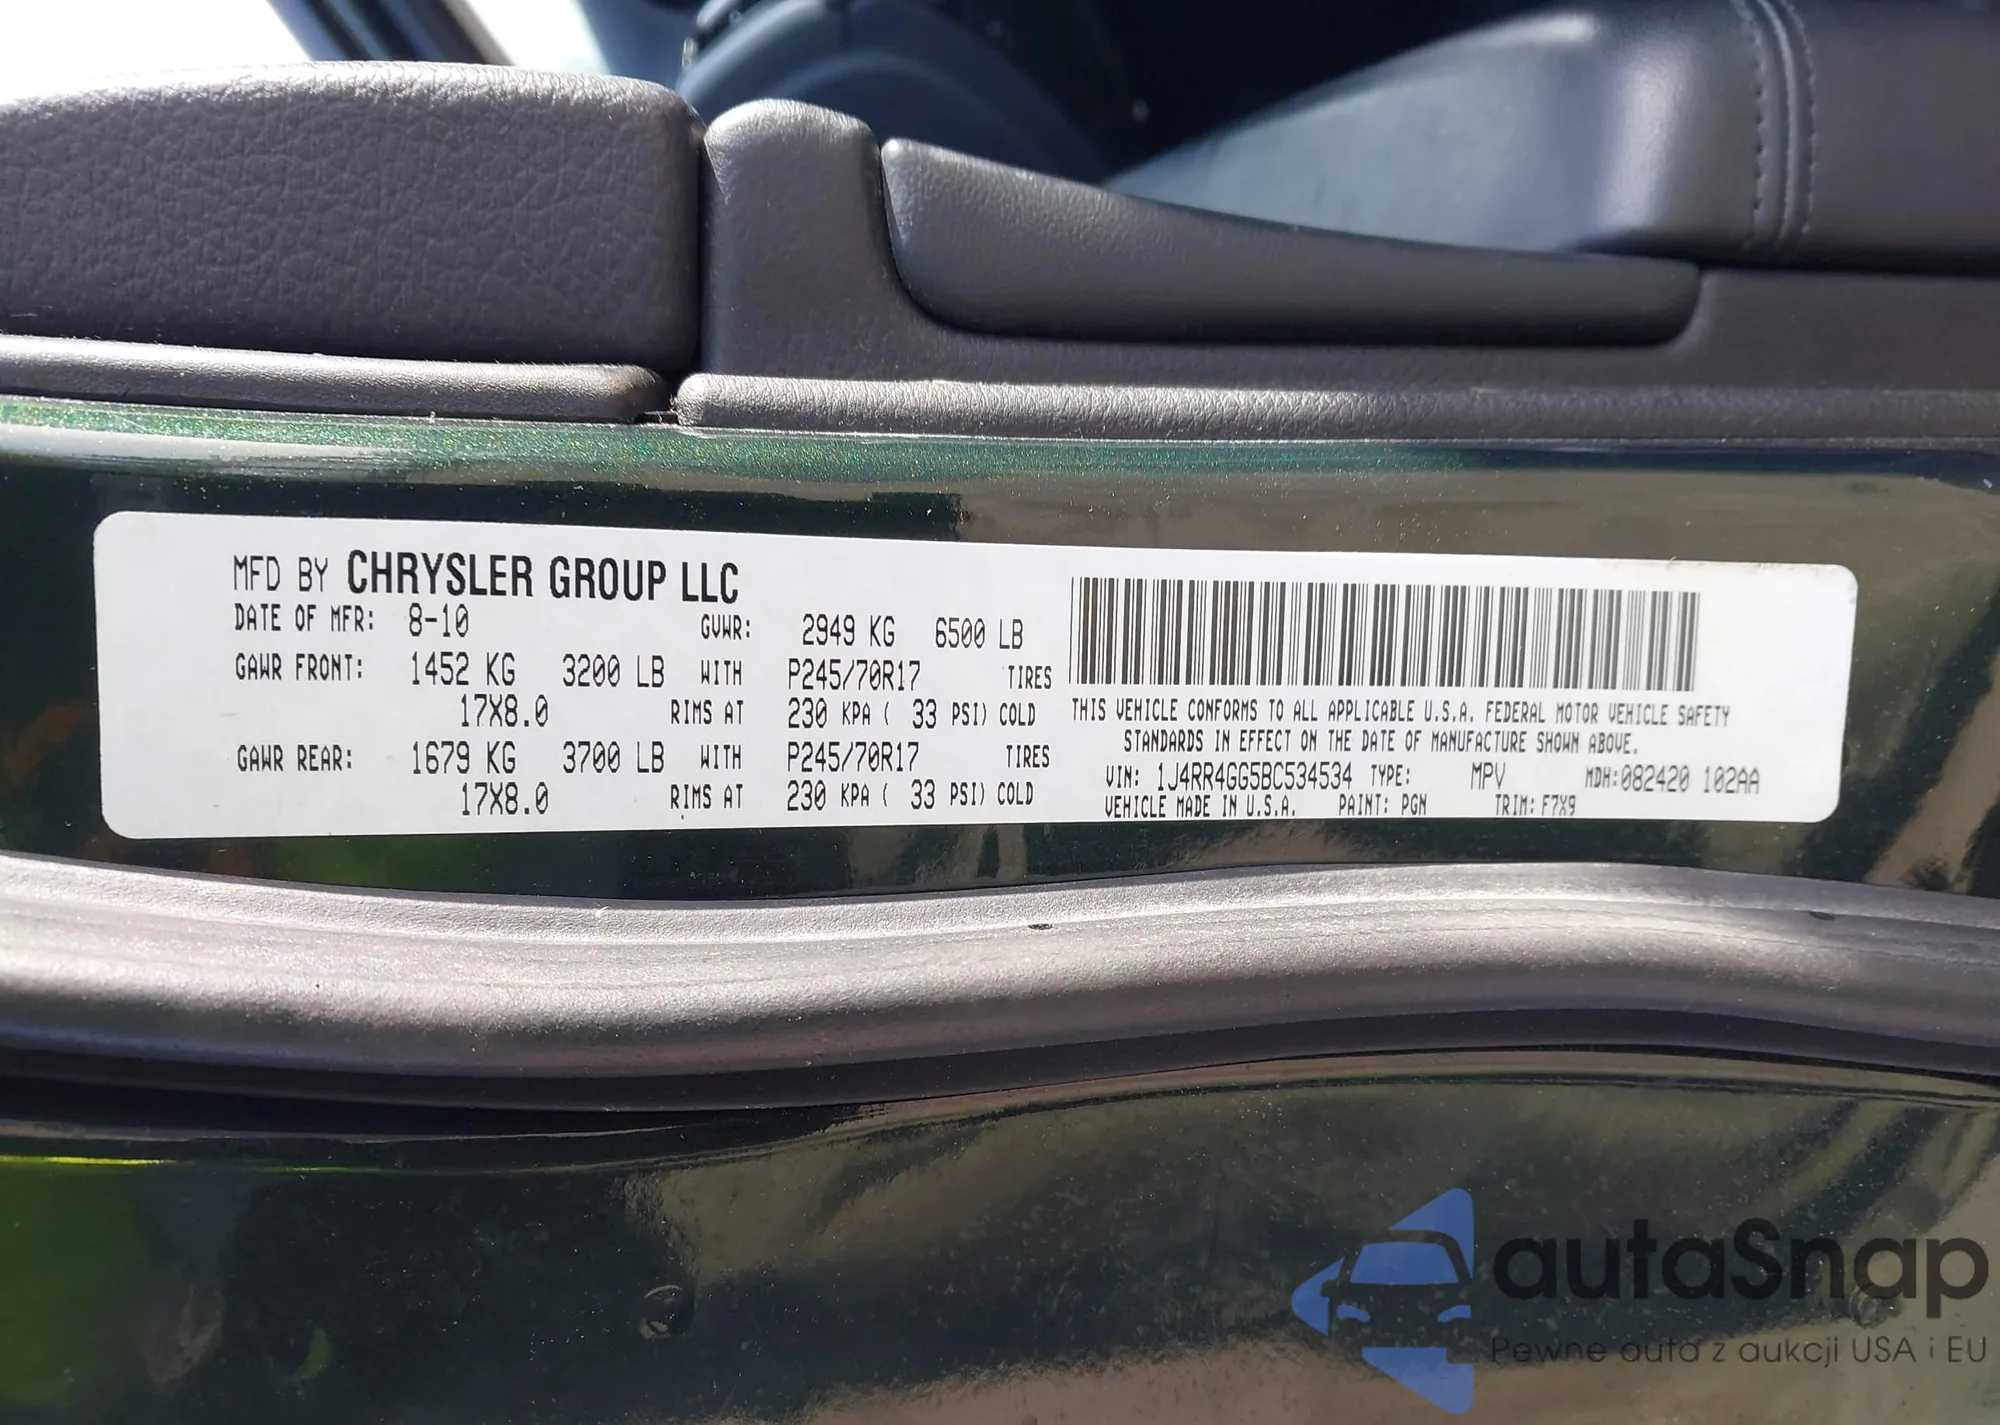 MFD BY CHRYSLER GROUP LLC
DATE OF MFR: 8-10 GVWR: 2949 KG 6500 LB
GAWR FRONT: 1452 KG 3200 LB WITH P245/70R17 TIRES
17X8.0 RIMS AT 230 KPA ( 33 PSI) COLD
GAWR REAR: 1679 KG 3700 LB WITH P245/70R17 TIRES
17X8.0 RIMS AT 230 KPA ( 33 PSI) COLD
THIS VEHICLE CONFORMS TO ALL APPLICABLE U.S.A. FEDERAL MOTOR VEHICLE SAFETY
STANDARDS IN EFFECT ON THE DATE OF MANUFACTURE SHOWN ABOVE.
VIN: 1J4RR4GG5BC534534 TYPE: MPV MDH:082420 102AA
VEHICLE MADE IN U.S.A. PAINT: PGN TRIM: F7X9
autaSnap
Pewne auta z aukcji USA i EU